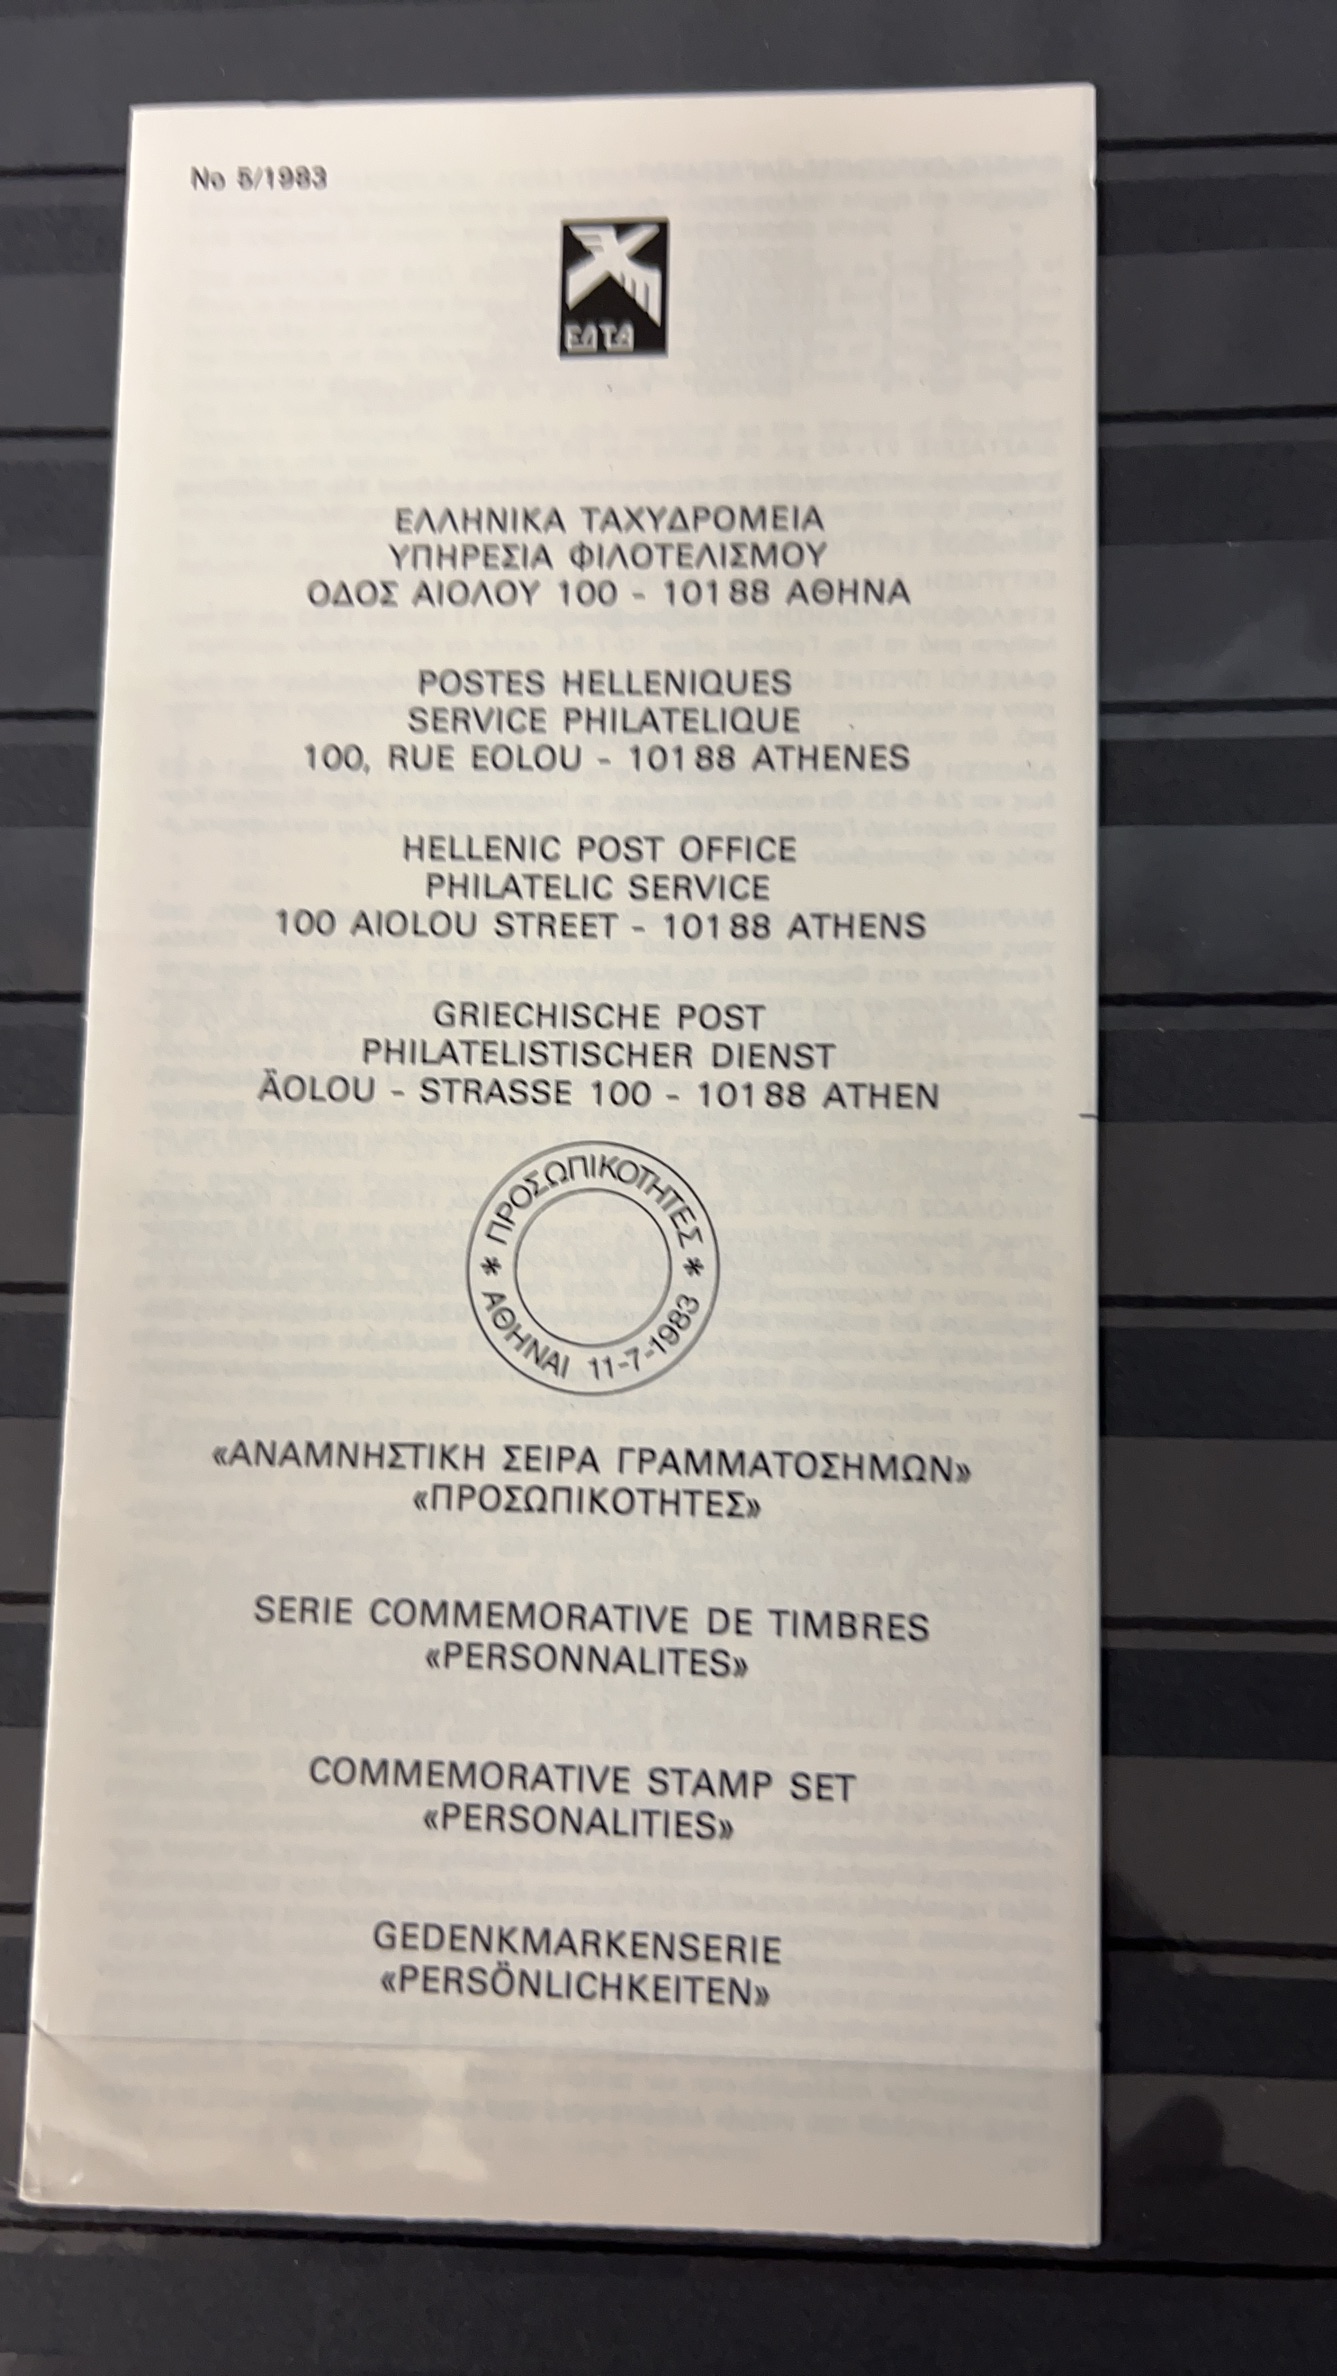 No 5/1983
ΕΛΤΑ
ΕΛΛΗΝΙΚΑ ΤΑΧΥΔΡΟΜΕΙΑ
ΥΠΗΡΕΣΙΑ ΦΙΛΟΤΕΛΙΣΜΟΥ
ΟΔΟΣ ΑΙΟΛΟΥ 100 - 101 88 ΑΘΗΝΑ
POSTES HELLENIQUES
SERVICE PHILATELIQUE
100, RUE EOLOU - 101 88 ATHENES
HELLENIC POST OFFICE
PHILATELIC SERVICE
100 AIOLOU STREET - 101 88 ATHENS
GRIECHISCHE POST
PHILATELISTISCHER DIENST
ÄOLOU - STRASSE 100 - 101 88 ATHEN
* ΠΡΟΣΩΠΙΚΟΤΗΤΕΣ *
ΑΘΗΝΑΙ 11-7-1983
«ΑΝΑΜΝΗΣΤΙΚΗ ΣΕΙΡΑ ΓΡΑΜΜΑΤΟΣΗΜΩΝ»
«ΠΡΟΣΩΠΙΚΟΤΗΤΕΣ»
SERIE COMMEMORATIVE DE TIMBRES
«PERSONNALITES»
COMMEMORATIVE STAMP SET
«PERSONALITIES»
GEDENKMARKENSERIE
«PERSÖNLICHKEITEN»